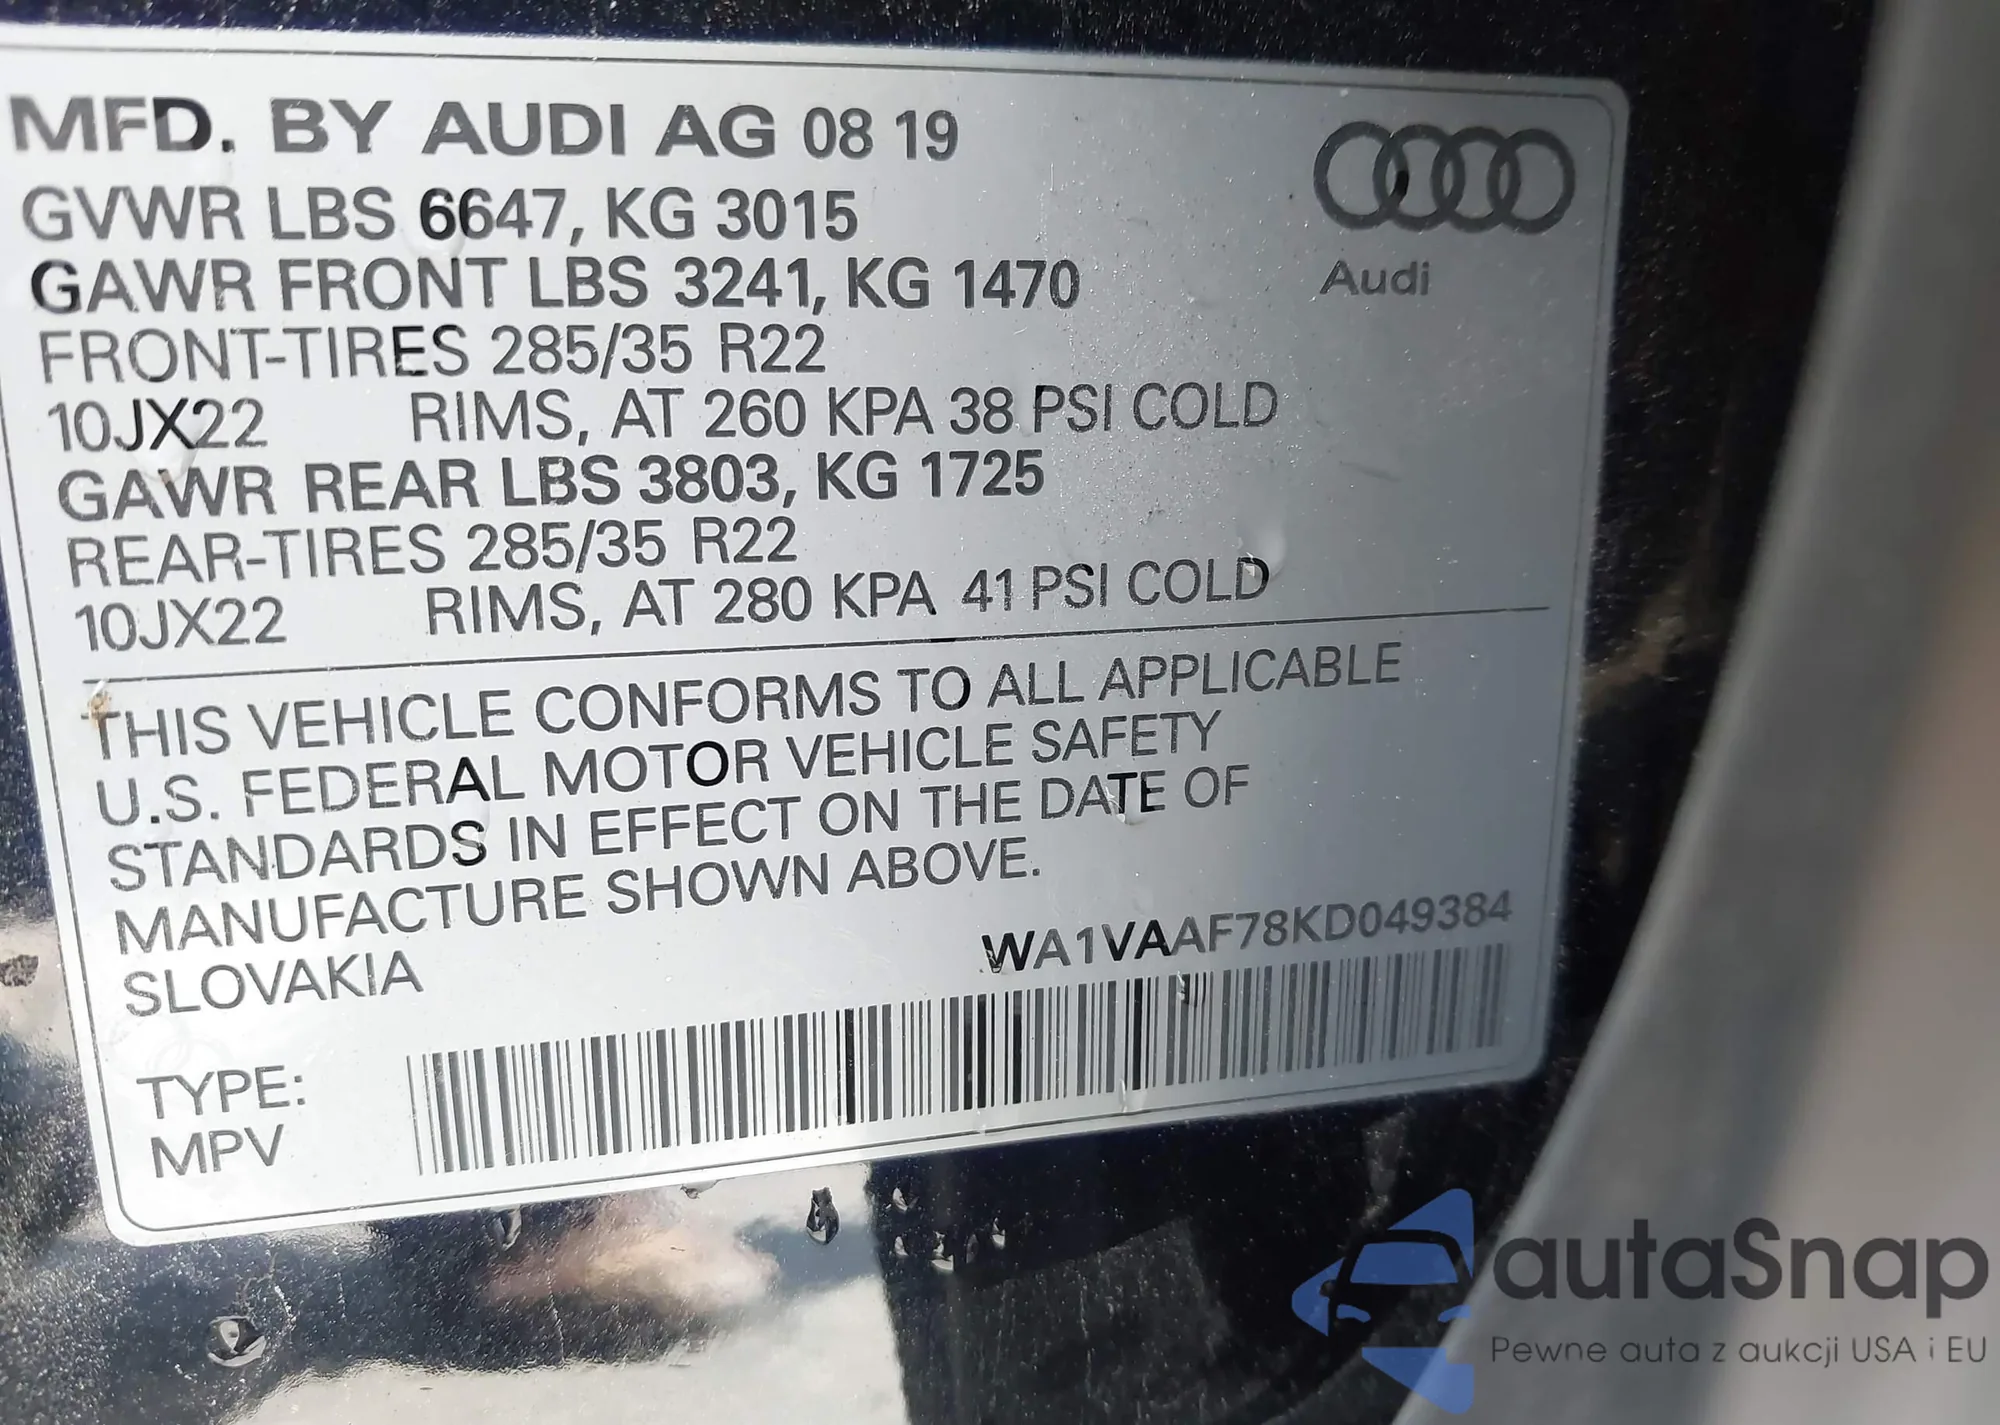 MFD. BY AUDI AG 08 19
GVWR LBS 6647, KG 3015
GAWR FRONT LBS 3241, KG 1470
FRONT-TIRES 285/35 R22
10JX22 RIMS, AT 260 KPA 38 PSI COLD
GAWR REAR LBS 3803, KG 1725
REAR-TIRES 285/35 R22
10JX22 RIMS, AT 280 KPA 41 PSI COLD
Audi
THIS VEHICLE CONFORMS TO ALL APPLICABLE
U.S. FEDERAL MOTOR VEHICLE SAFETY
STANDARDS IN EFFECT ON THE DATE OF
MANUFACTURE SHOWN ABOVE.
SLOVAKIA
WA1VAAF78KD049384
TYPE:
MPV
autaSnap
Pewne auta z aukcji USA i EU